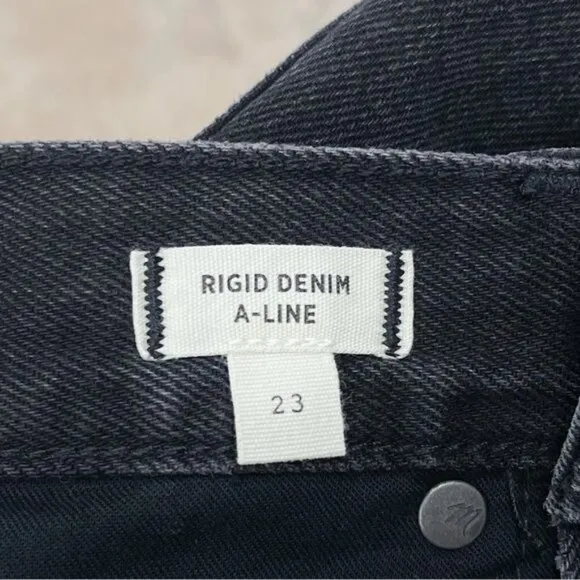 RIGID DENIM
A-LINE
23
M